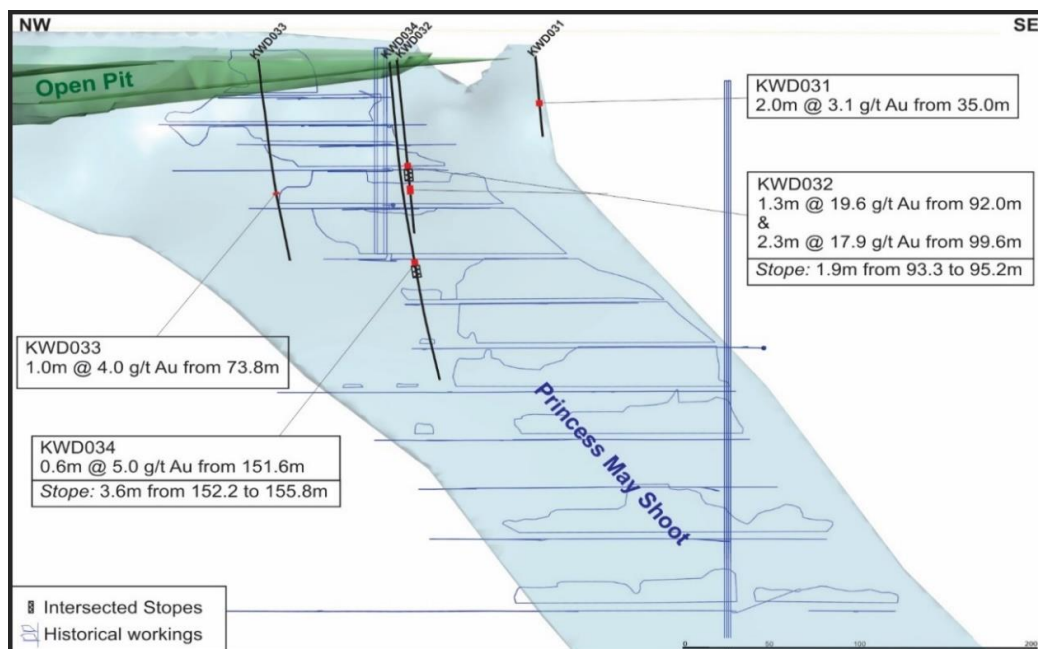 NW
SE
KWD033
KWD034
KWD032
KWD031
Open Pit
KWD031
2.0m @ 3.1 g/t Au from 35.0m
KWD032
1.3m @ 19.6 g/t Au from 92.0m
&
2.3m @ 17.9 g/t Au from 99.6m
Stope: 1.9m from 93.3 to 95.2m
KWD033
1.0m @ 4.0 g/t Au from 73.8m
KWD034
0.6m @ 5.0 g/t Au from 151.6m
Stope: 3.6m from 152.2 to 155.8m
Princess May Shoot
Intersected Stopes
Historical workings
0 50 100 200